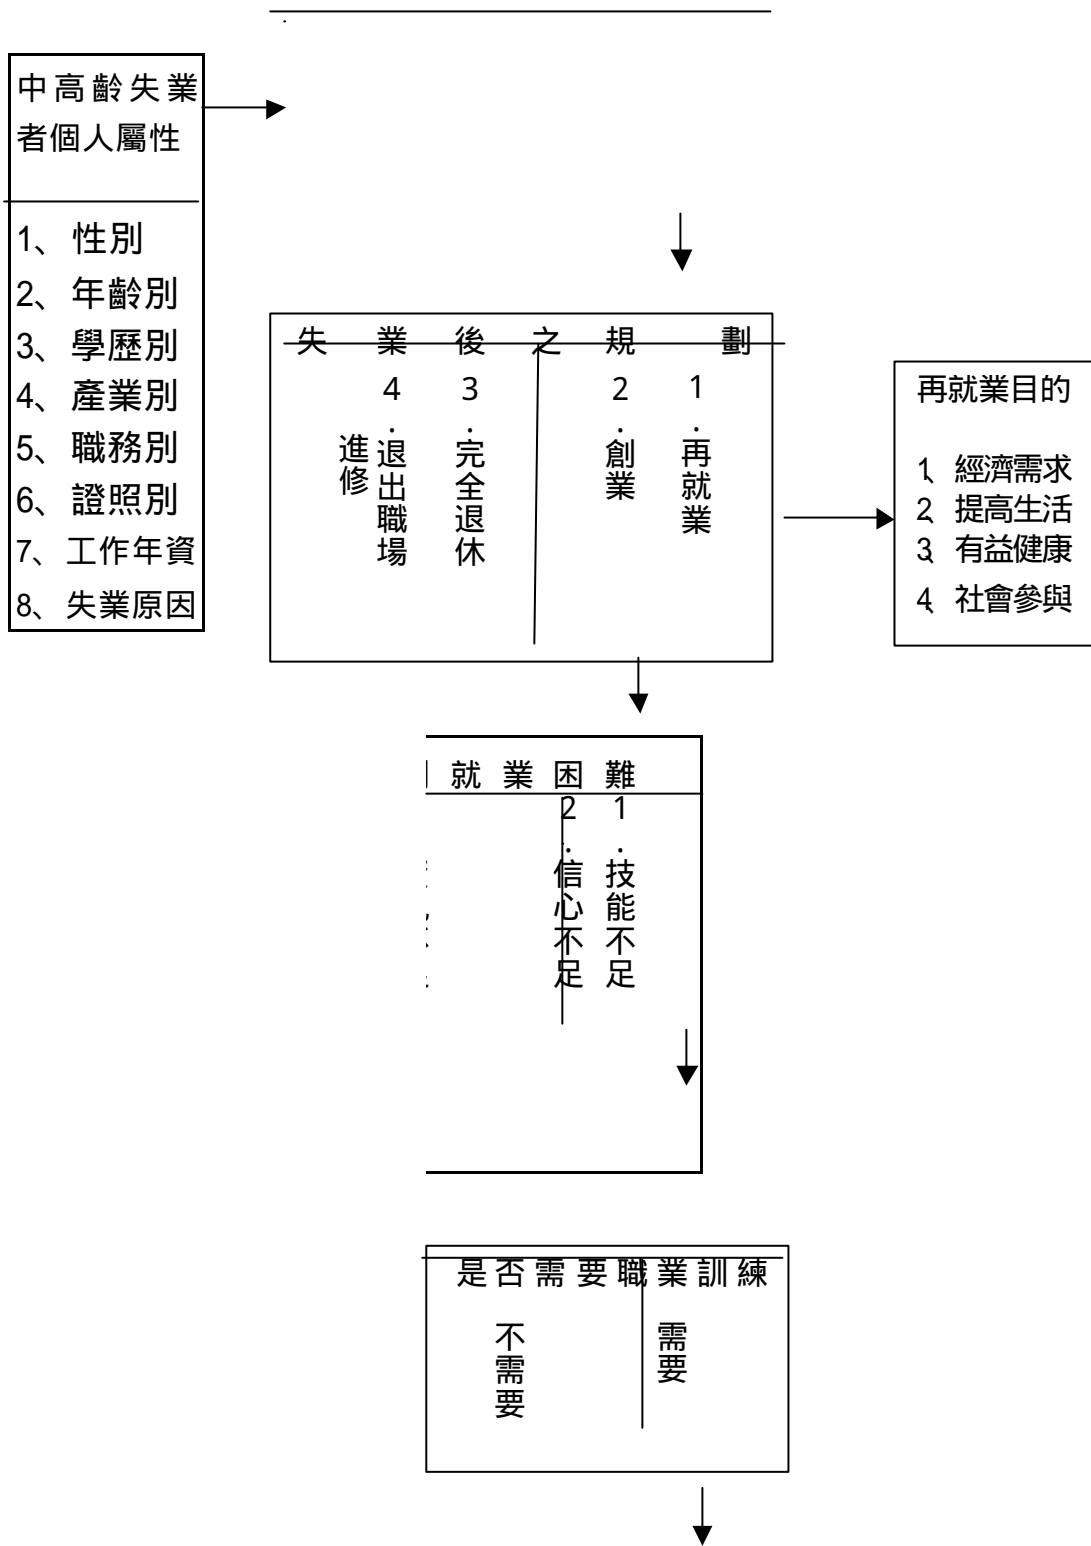 中高齡失業
者個人屬性
1、性別
2、年齡別
3、學歷別
4、產業別
5、職務別
6、證照別
7、工作年資
8、失業原因
失業後之規劃
1.再就業
2.創業
3.完全退休
4.退出職場
進修
再就業目的
1、經濟需求
2、提高生活
3、有益健康
4、社會參與
就業困難
1.技能不足
2.信心不足
是否需要職業訓練
需要
不需要